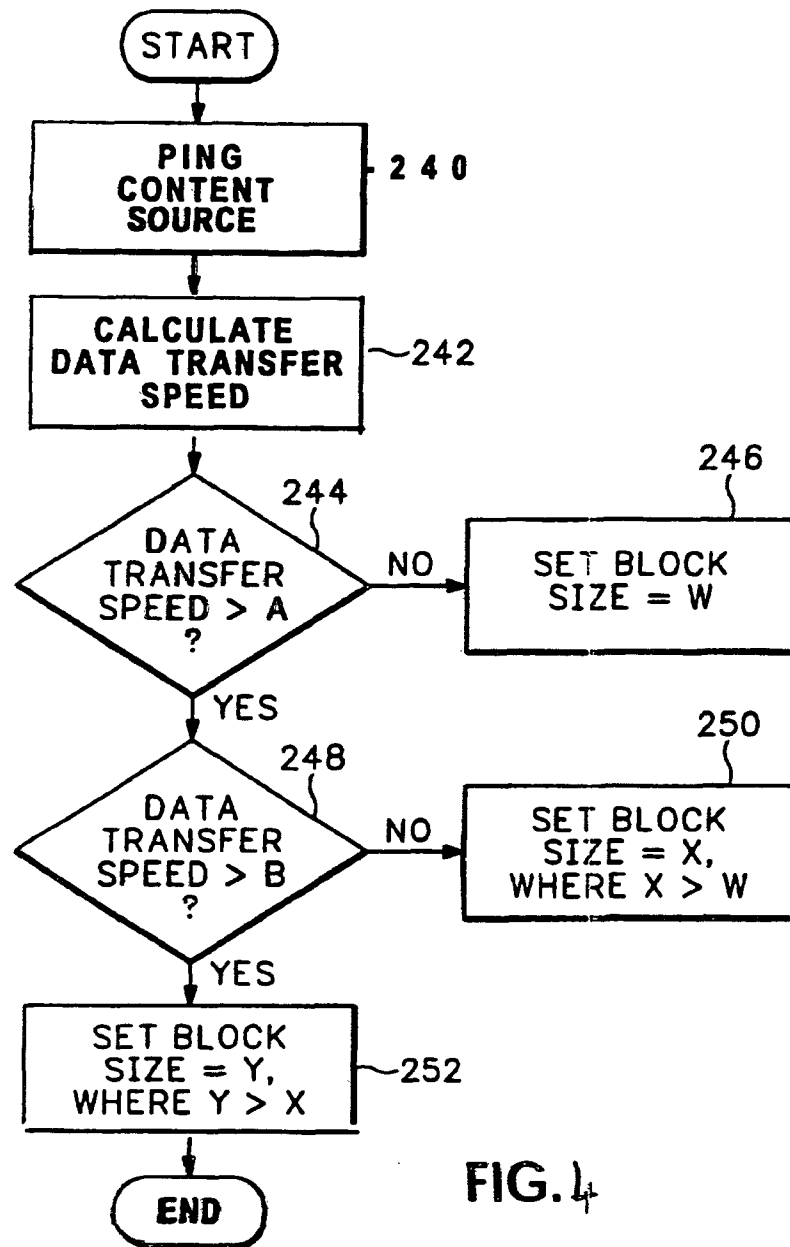 START
PING
CONTENT
SOURCE
240
CALCULATE
DATA TRANSFER
SPEED
242
244
DATA
TRANSFER
SPEED > A
?
NO
246
SET BLOCK
SIZE = W
YES
248
DATA
TRANSFER
SPEED > B
?
NO
250
SET BLOCK
SIZE = X,
WHERE X > W
YES
SET BLOCK
SIZE = Y,
WHERE Y > X
252
END
FIG. 4